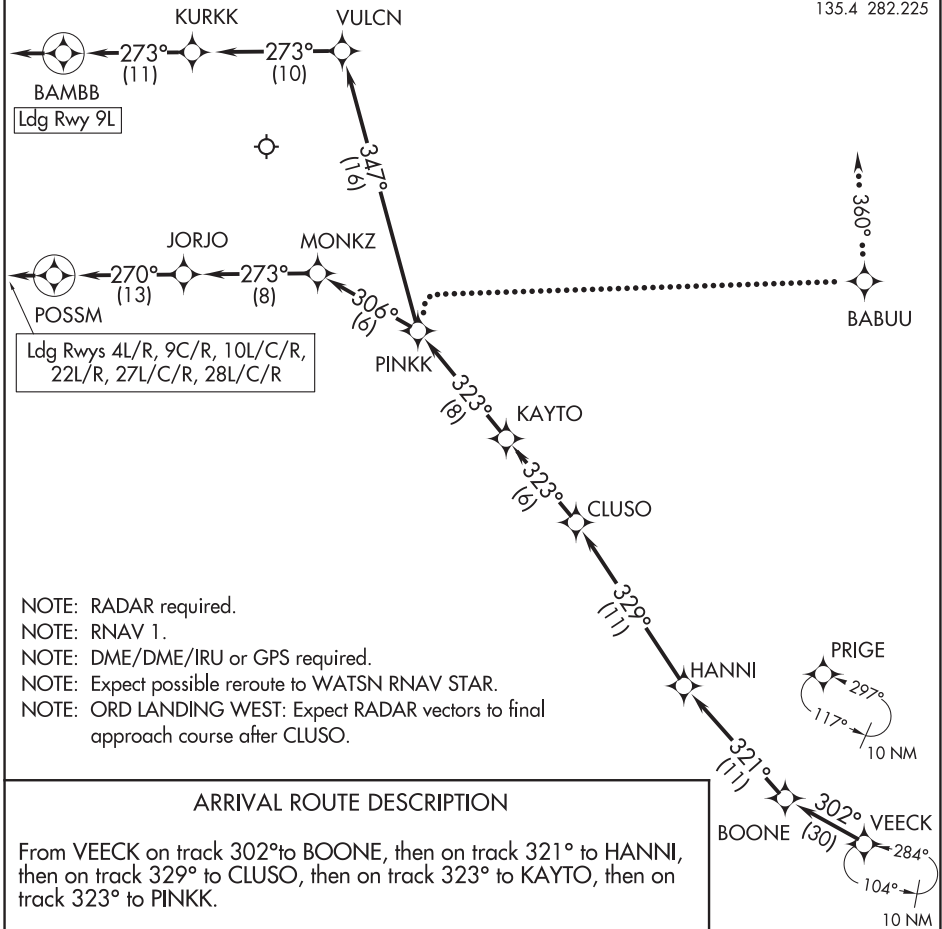 135.4 282.225
KURKK
VULCN
273°
(11)
273°
(10)
BAMBB
Ldg Rwy 9L
347°
(16)
360°
JORJO
MONKZ
270°
(13)
273°
(8)
306°
(6)
POSSM
BABUU
Ldg Rwys 4L/R, 9C/R, 10L/C/R,
22L/R, 27L/C/R, 28L/C/R
PINKK
323°
(8)
KAYTO
323°
(6)
CLUSO
329°
(11)
NOTE: RADAR required.
NOTE: RNAV 1.
NOTE: DME/DME/IRU or GPS required.
NOTE: Expect possible reroute to WATSN RNAV STAR.
NOTE: ORD LANDING WEST: Expect RADAR vectors to final
approach course after CLUSO.
HANNI
PRIGE
297°
117°
10 NM
321°
(11)
BOONE
302°
(30)
VEECK
284°
104°
10 NM
ARRIVAL ROUTE DESCRIPTION
From VEECK on track 302°to BOONE, then on track 321° to HANNI,
then on track 329° to CLUSO, then on track 323° to KAYTO, then on
track 323° to PINKK.